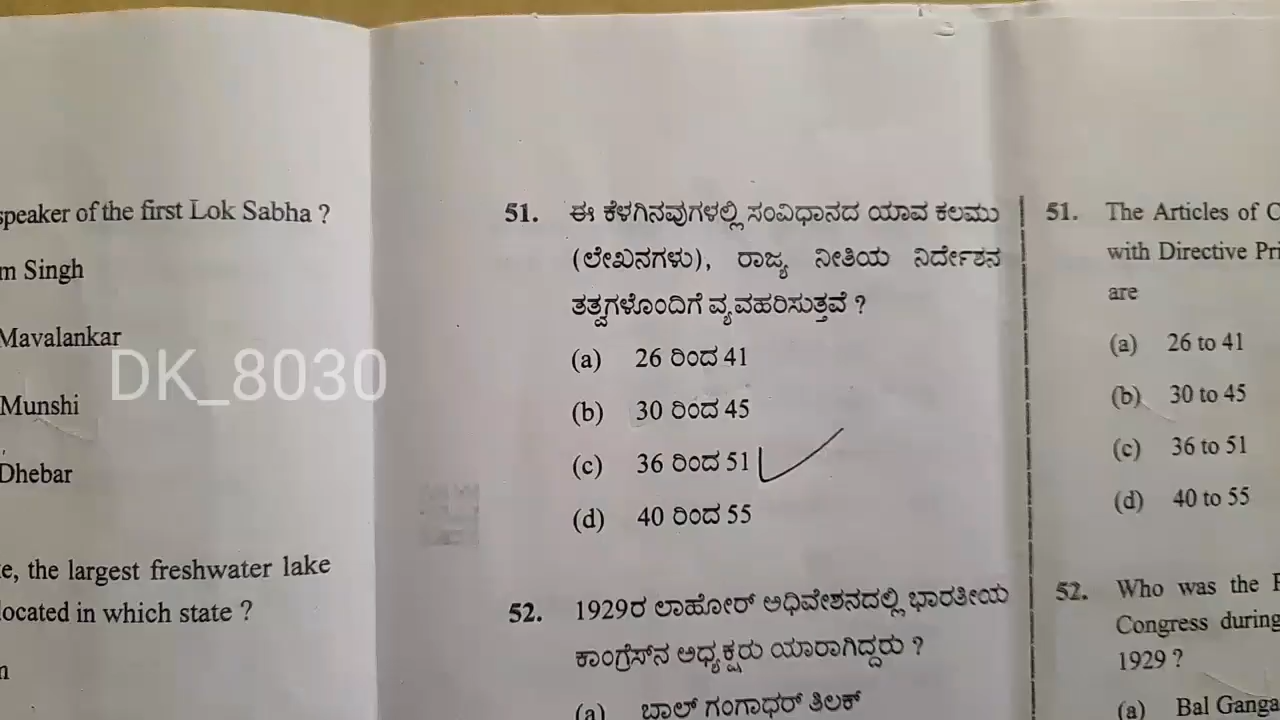 speaker of the first Lok Sabha ?
m Singh
Mavalankar
Munshi
Dhebar
the largest freshwater lake
located in which state ?
DK_8030
51. ಈ ಕೆಳಗಿನವುಗಳಲ್ಲಿ ಸಂವಿಧಾನದ ಯಾವ ಕಲಮು
(ಲೇಖನಗಳು), ರಾಜ್ಯ ನೀತಿಯ ನಿರ್ದೇಶನ
ತತ್ವಗಳೊಂದಿಗೆ ವ್ಯವಹರಿಸುತ್ತವೆ ?
(a) 26 ರಿಂದ 41
(b) 30 ರಿಂದ 45
(c) 36 ರಿಂದ 51
(d) 40 ರಿಂದ 55
52. 1929ರ ಲಾಹೋರ್ ಅಧಿವೇಶನದಲ್ಲಿ ಭಾರತೀಯ
ಕಾಂಗ್ರೆಸ್‌ನ ಅಧ್ಯಕ್ಷರು ಯಾರಾಗಿದ್ದರು ?
(a) ಬಾಲ್ ಗಂಗಾಧರ್ ತಿಲಕ್
51. The Articles of C
with Directive Pri
are
(a) 26 to 41
(b) 30 to 45
(c) 36 to 51
(d) 40 to 55
52. Who was the
Congress during
1929 ?
(a) Bal Ganga